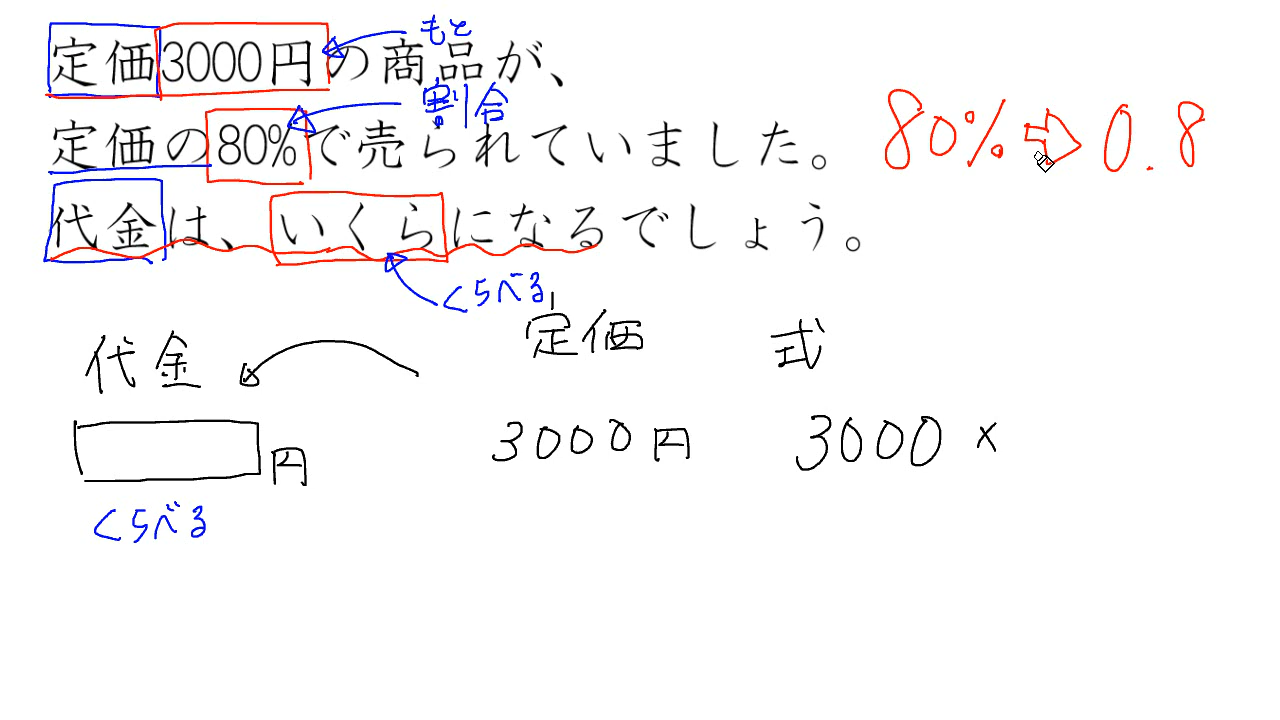 もと
定価3000円の商品が、
割合
定価の80%で売られていました。 80%⇨0.8
代金は、いくらになるでしょう。
くらべる
代金 定価 式
円 3000円 3000×
くらべる